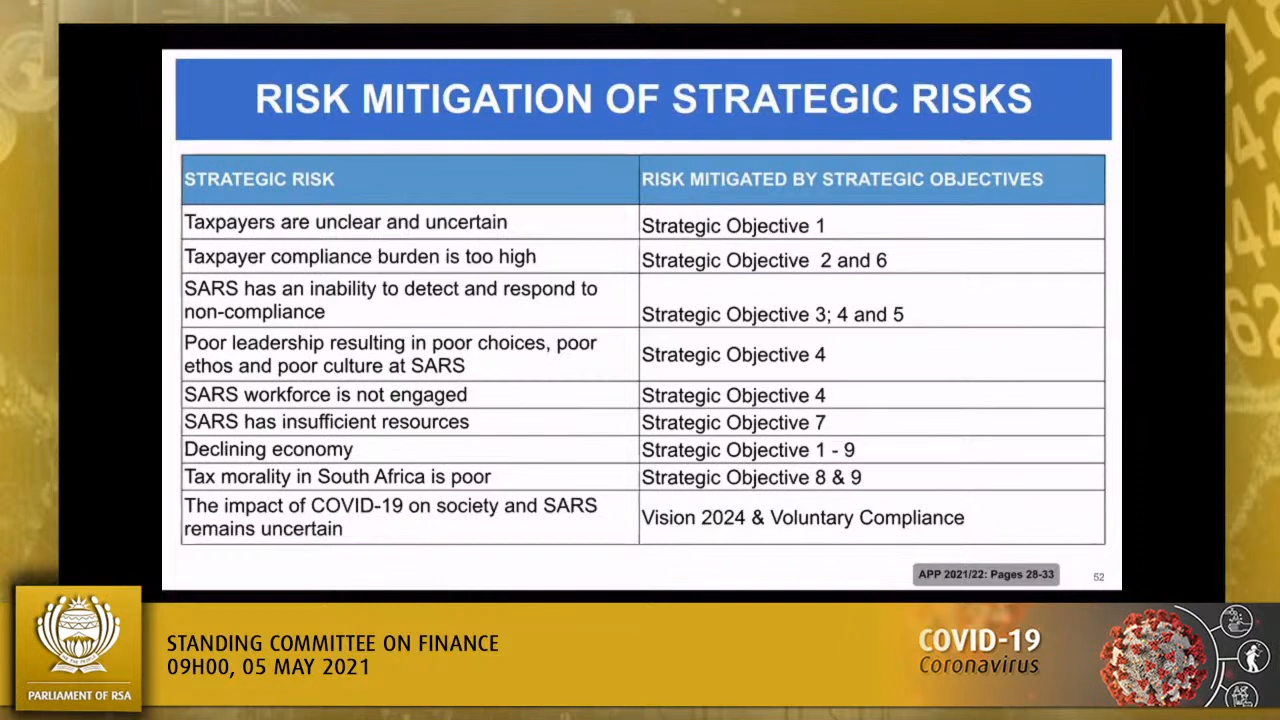 RISK MITIGATION OF STRATEGIC RISKS
STRATEGIC RISK
RISK MITIGATED BY STRATEGIC OBJECTIVES
Taxpayers are unclear and uncertain
Strategic Objective 1
Taxpayer compliance burden is too high
Strategic Objective 2 and 6
SARS has an inability to detect and respond to
non-compliance
Strategic Objective 3; 4 and 5
Poor leadership resulting in poor choices, poor
ethos and poor culture at SARS
Strategic Objective 4
SARS workforce is not engaged
Strategic Objective 4
SARS has insufficient resources
Strategic Objective 7
Declining economy
Strategic Objective 1 - 9
Tax morality in South Africa is poor
Strategic Objective 8 & 9
The impact of COVID-19 on society and SARS
remains uncertain
Vision 2024 & Voluntary Compliance
APP 2021/22: Pages 28-33
52
STANDING COMMITTEE ON FINANCE
09H00, 05 MAY 2021
PARLIAMENT OF RSA
COVID-19
Coronavirus